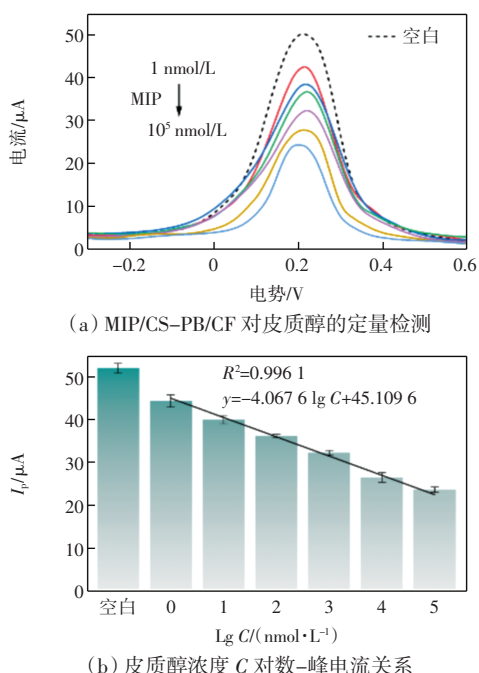 50
40
30
20
10
0
电流/μA
空白
1 nmol/L
MIP
10⁵ nmol/L
-0.2 0 0.2 0.4 0.6
电势/V
(a) MIP/CS-PB/CF 对皮质醇的定量检测
50
40
30
20
10
0
Iₚ/μA
R²=0.996 1
y=-4.067 6 lg C+45.109 6
空白 0 1 2 3 4 5
Lg C/(nmol·L⁻¹)
(b) 皮质醇浓度 C 对数-峰电流关系